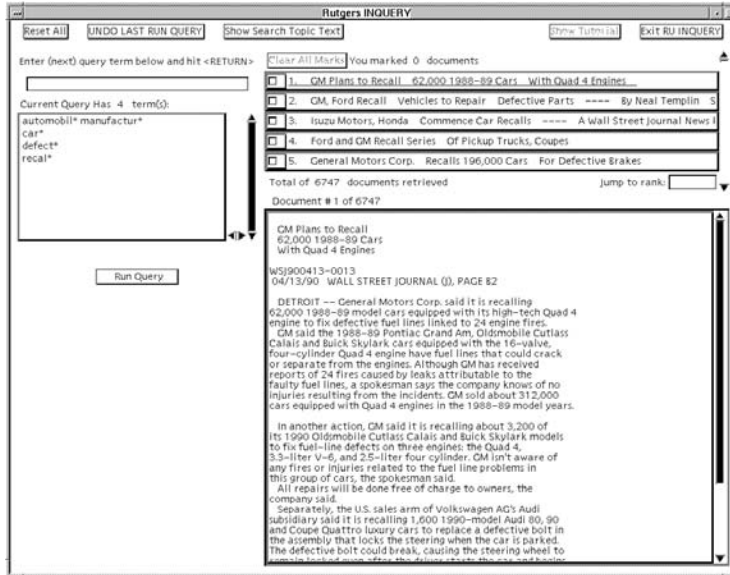 Rutgers INQUERY
Reset All UNDO LAST RUN QUERY Show Search Topic Text Show Tutorial Exit RU INQUERY
Enter (next) query term below and hit <RETURN>
Current Query Has 4 term(s):
automobil* manufactur*
car*
defect*
recal*
Run Query
Clear All Marks You marked 0 documents
1. GM Plans to Recall 62,000 1988-89 Cars With Quad 4 Engines
2. GM, Ford Recall Vehicles to Repair Defective Parts ---- By Neal Templin S
3. Isuzu Motors, Honda Commence Car Recalls ---- A Wall Street Journal News
4. Ford and GM Recall Series Of Pickup Trucks, Coupes
5. General Motors Corp. Recalls 196,000 Cars For Defective Brakes
Total of 6747 documents retrieved Jump to rank:
Document #1 of 6747
GM Plans to Recall
62,000 1988-89 Cars
With Quad 4 Engines
WSJ900413-0013
04/13/90 WALL STREET JOURNAL (J), PAGE B2
DETROIT -- General Motors Corp. said it is recalling
62,000 1988-89 model cars equipped with its high-tech Quad 4
engine to fix defective fuel lines linked to 24 engine fires.
GM said the 1988-89 Pontiac Grand Am, Oldsmobile Cutlass
Calais and Buick Skylark cars equipped with the 16-valve,
four-cylinder Quad 4 engine have fuel lines that could crack
or separate from the engines. Although GM has received
reports of 24 fires caused by leaks attributable to the
faulty fuel lines, a spokesman says the company knows of no
injuries resulting from the incidents. GM sold about 312,000
cars equipped with Quad 4 engines in the 1988-89 model years.
In another action, GM said it is recalling about 3,200 of
its 1990 Oldsmobile Cutlass Calais and Buick Skylark models
to fix fuel-line defects on three engines: the Quad 4,
3.3-liter V-6, and 2.5-liter four cylinder. GM isn't aware of
any fires or injuries related to the fuel line problems in
this group of cars, the spokesman said.
All repairs will be done free of charge to owners, the
company said.
Separately, the U.S. sales arm of Volkswagen AG's Audi
subsidiary said it is recalling 1,600 1990-model Audi 80, 90
and Coupe Quattro luxury cars to replace a defective bolt in
the assembly that locks the steering when the car is parked.
The defective bolt could break, causing the steering wheel to
remain locked even after the driver starts the car and begins